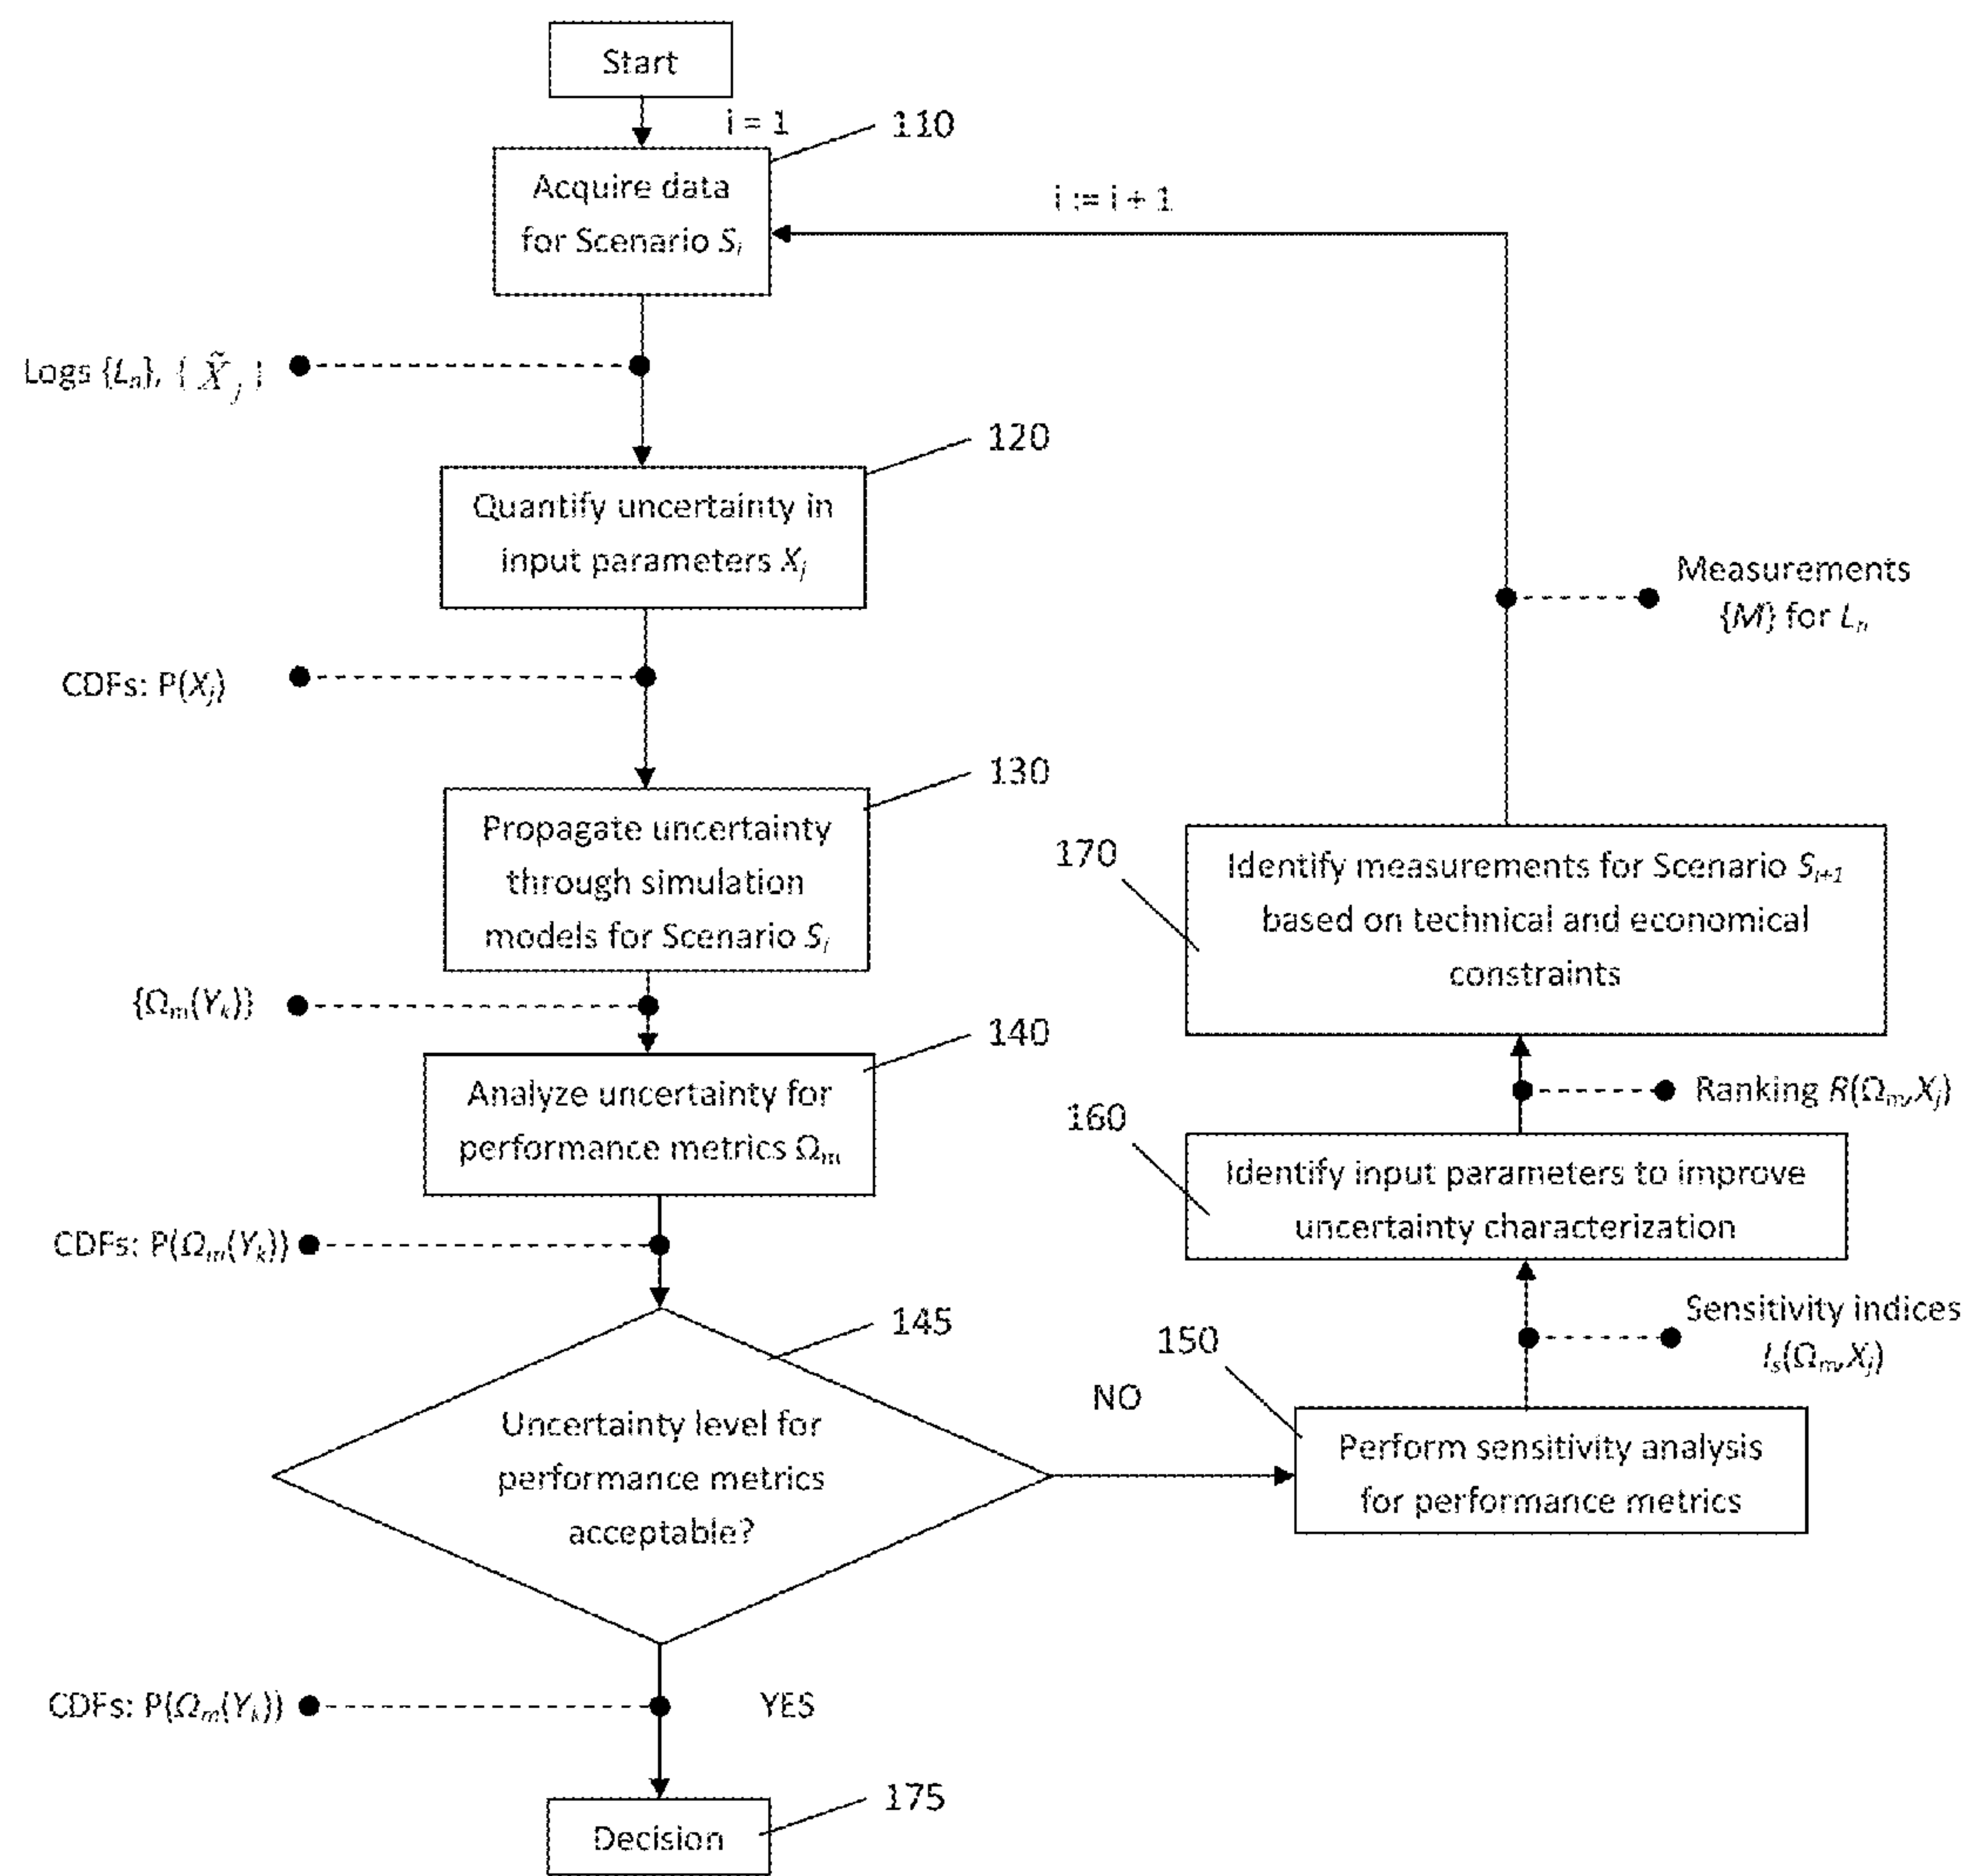 Start
i = 1
110
Acquire data
for Scenario Sᵢ
i := i + 1
Logs {Lₙ}, { X̃ⱼ }
120
Quantify uncertainty in
input parameters Xⱼ
Measurements
{M} for Lₙ
CDFs: P(Xⱼ)
130
Propagate uncertainty
through simulation
models for Scenario Sᵢ
170
Identify measurements for Scenario Sᵢ₊₁
based on technical and economical
constraints
{Ωₘ(Yₖ)}
140
Analyze uncertainty for
performance metrics Ωₘ
Ranking R(Ωₘ,Xⱼ)
160
Identify input parameters to improve
uncertainty characterization
CDFs: P(Ωₘ(Yₖ))
145
Uncertainty level for
performance metrics
acceptable?
NO
Sensitivity indices
Iₛ(Ωₘ,Xⱼ)
150
Perform sensitivity analysis
for performance metrics
CDFs: P(Ωₘ(Yₖ))
YES
175
Decision